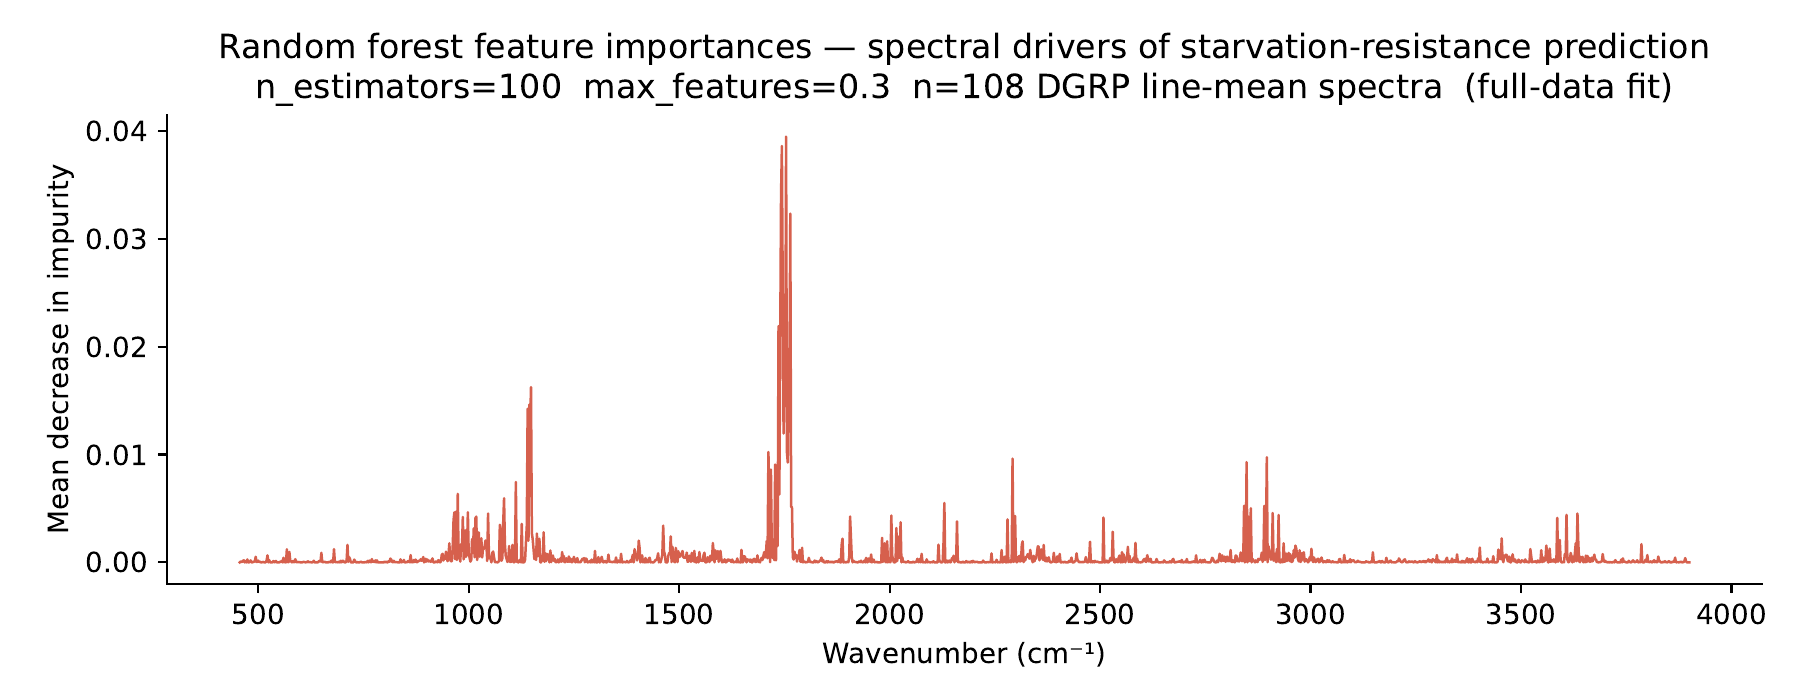 Random forest feature importances — spectral drivers of starvation-resistance prediction
n_estimators=100  max_features=0.3  n=108 DGRP line-mean spectra  (full-data fit)
Mean decrease in impurity
0.04
0.03
0.02
0.01
0.00
500 1000 1500 2000 2500 3000 3500 4000
Wavenumber (cm⁻¹)